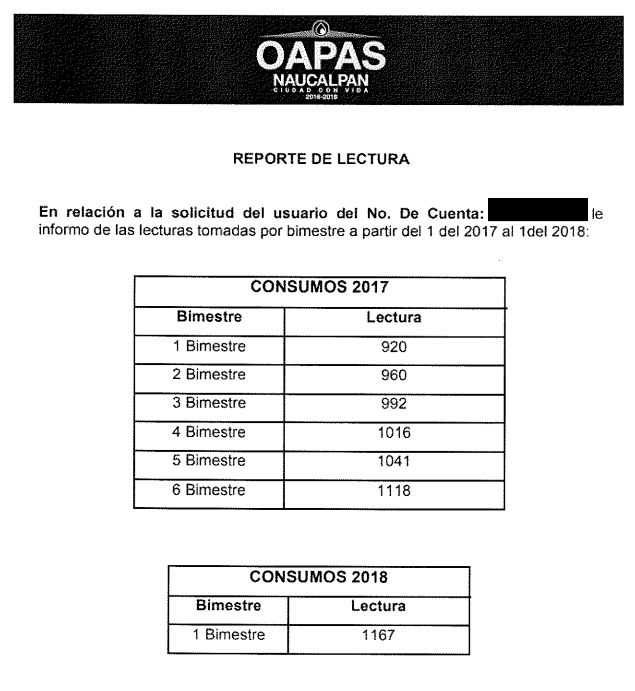 OAPAS
NAUCALPAN
CIUDAD CON VIDA
2016-2018
REPORTE DE LECTURA
En relación a la solicitud del usuario del No. De Cuenta: le
informo de las lecturas tomadas por bimestre a partir del 1 del 2017 al 1del 2018:
CONSUMOS 2017
Bimestre Lectura
1 Bimestre 920
2 Bimestre 960
3 Bimestre 992
4 Bimestre 1016
5 Bimestre 1041
6 Bimestre 1118
CONSUMOS 2018
Bimestre Lectura
1 Bimestre 1167